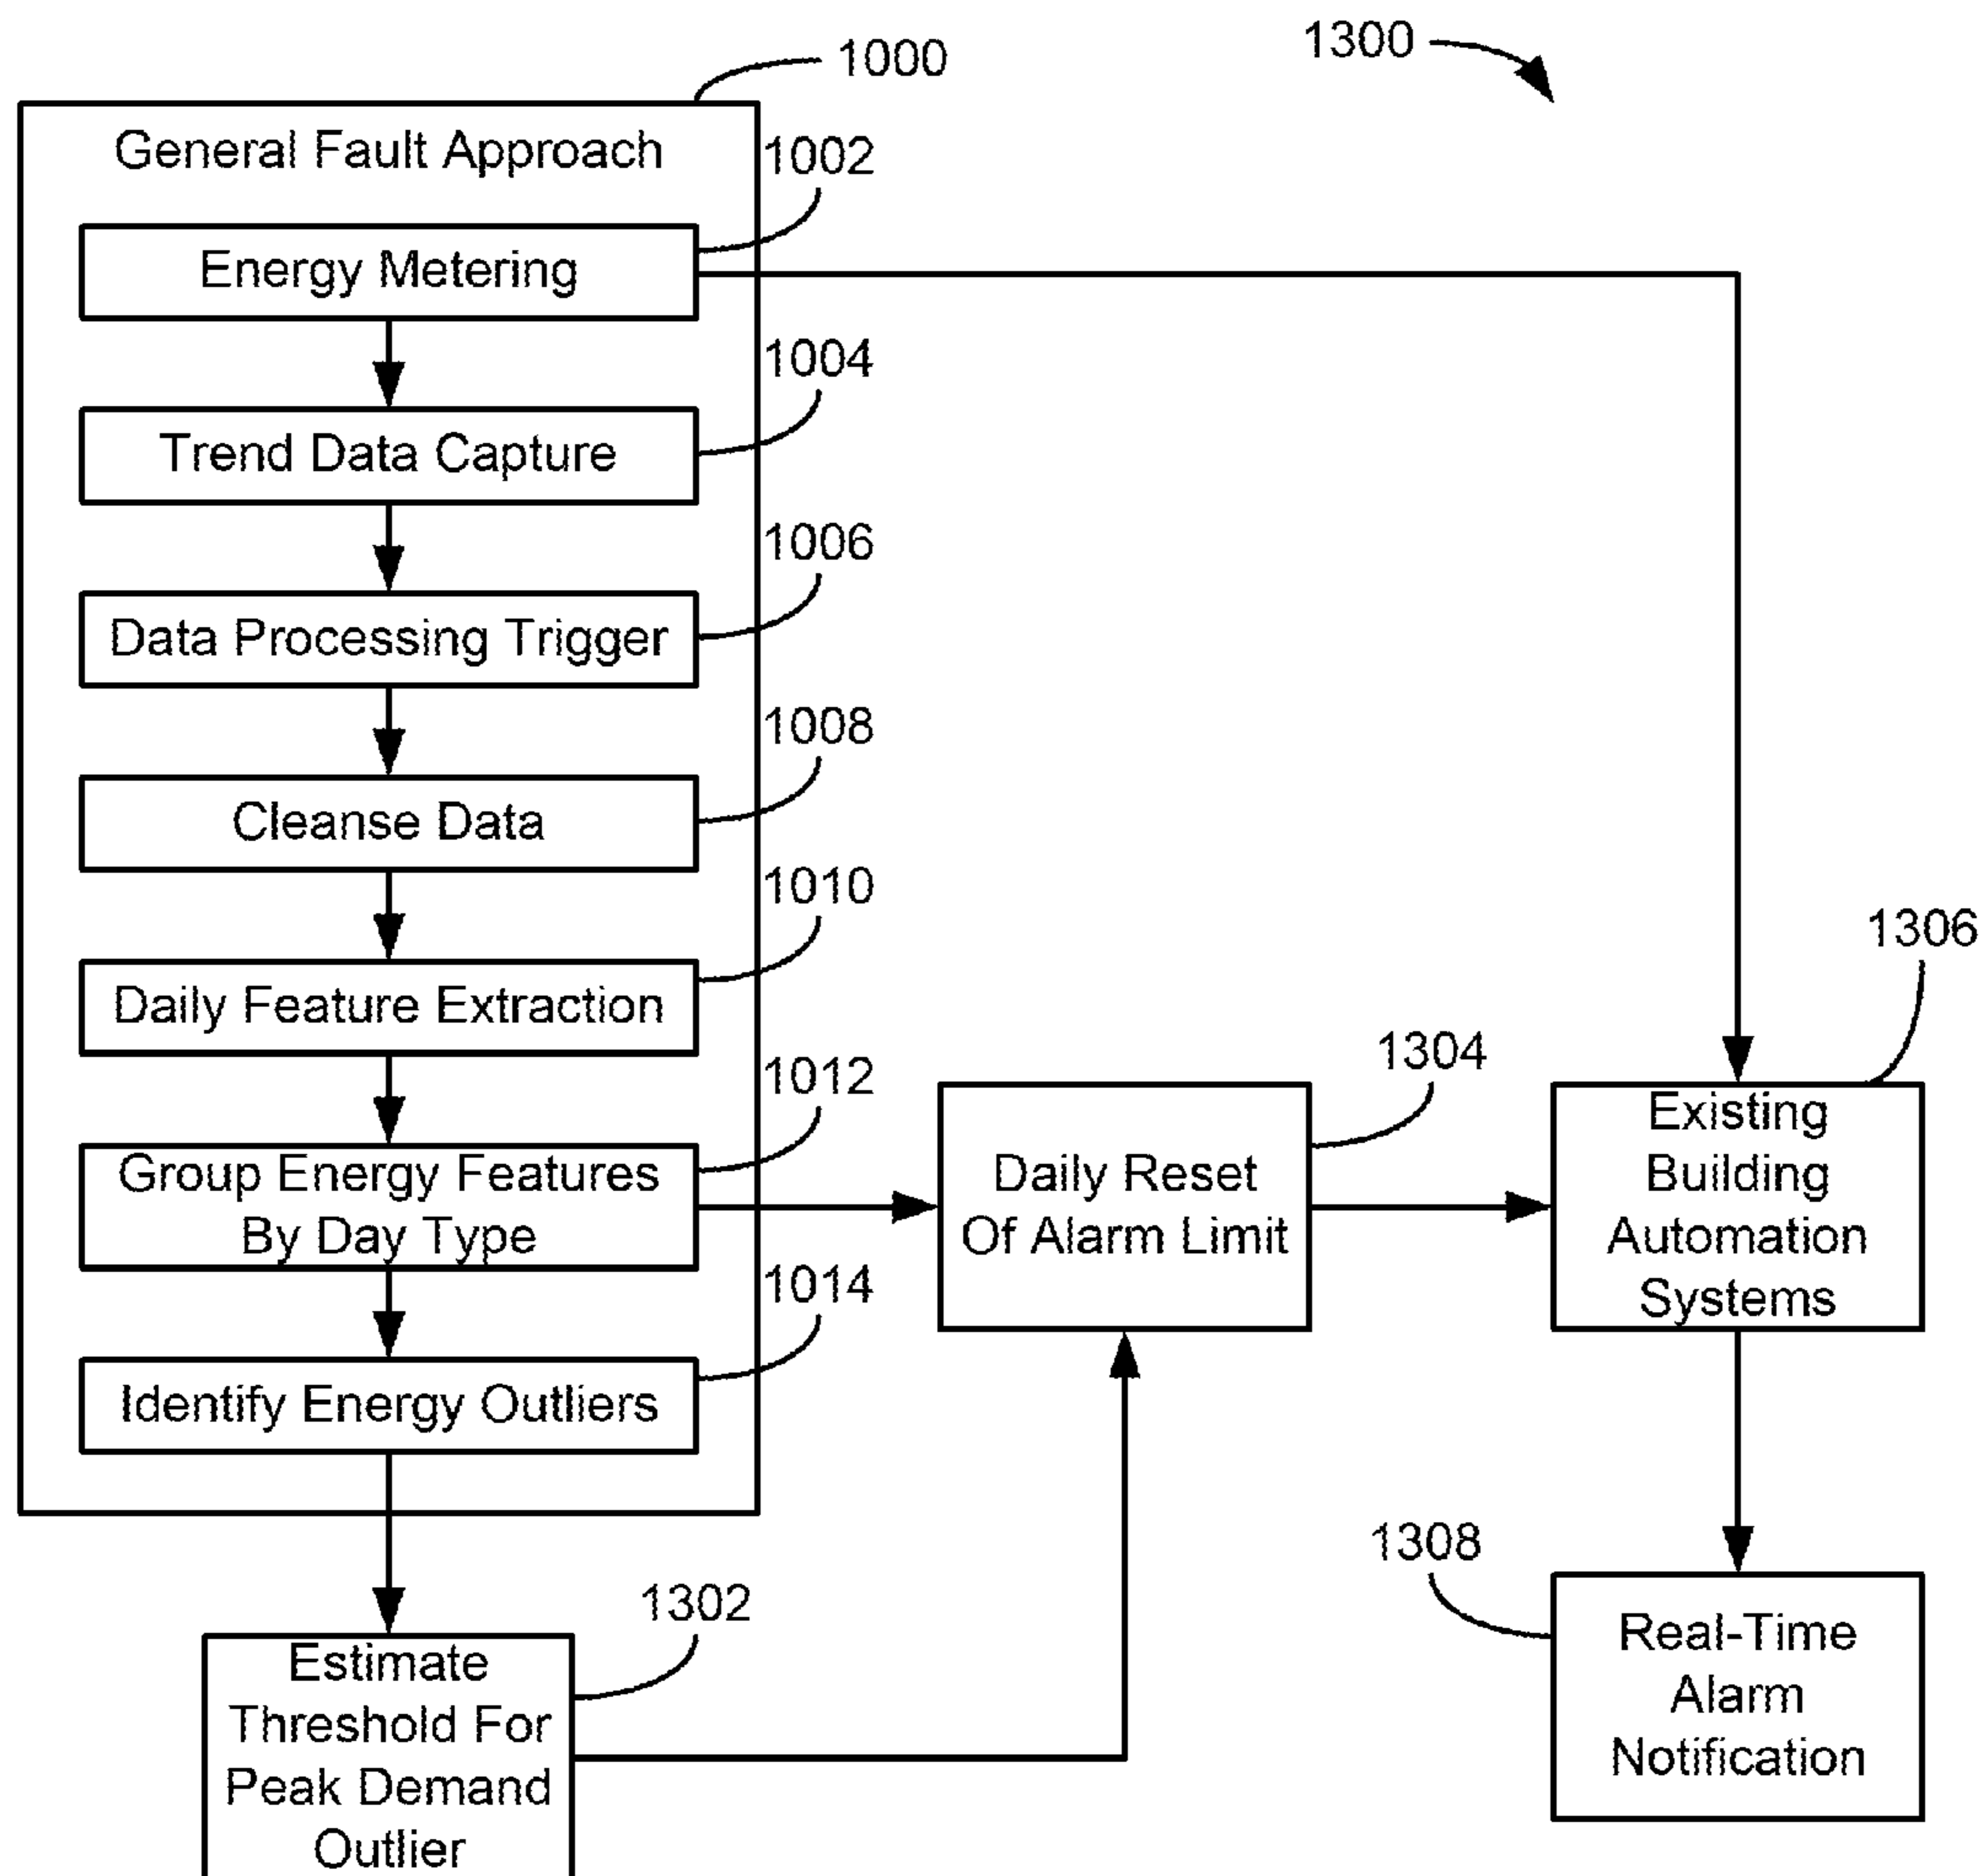 1000
1300
General Fault Approach
1002
Energy Metering
1004
Trend Data Capture
1006
Data Processing Trigger
1008
Cleanse Data
1010
Daily Feature Extraction
1012
Group Energy Features
By Day Type
1014
Identify Energy Outliers
1302
Estimate
Threshold For
Peak Demand
Outlier
1304
Daily Reset
Of Alarm Limit
1306
Existing
Building
Automation
Systems
1308
Real-Time
Alarm
Notification